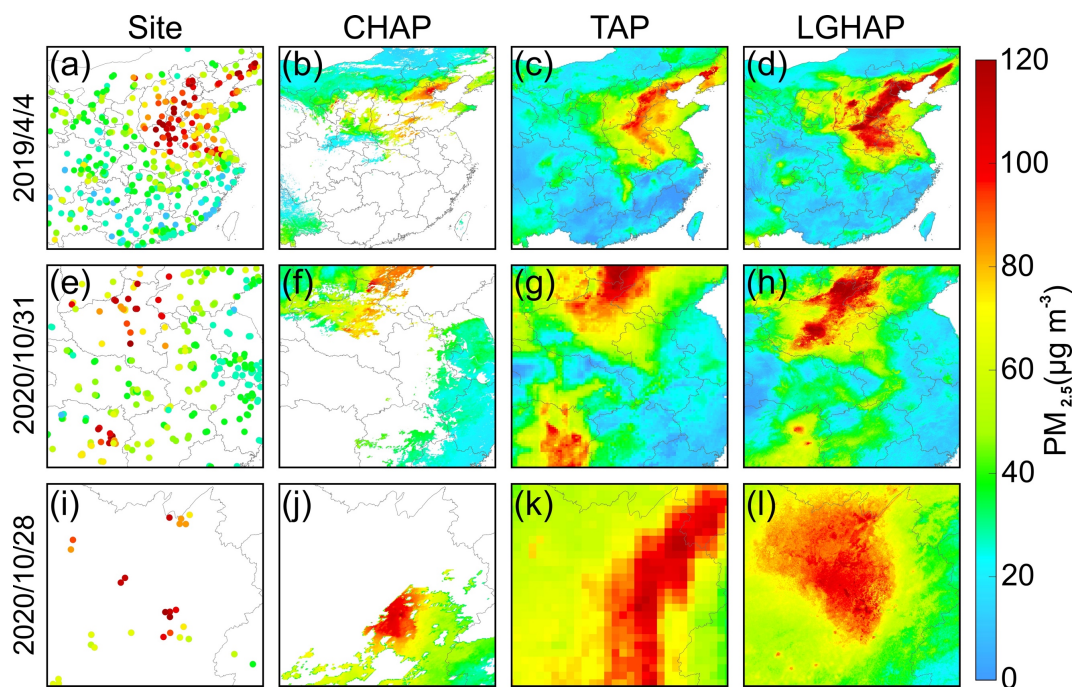 Site CHAP TAP LGHAP
2019/4/4
(a) (b) (c) (d)
2020/10/31
(e) (f) (g) (h)
2020/10/28
(i) (j) (k) (l)
120
100
80
60
40
20
0
PM2.5(μg m-3)